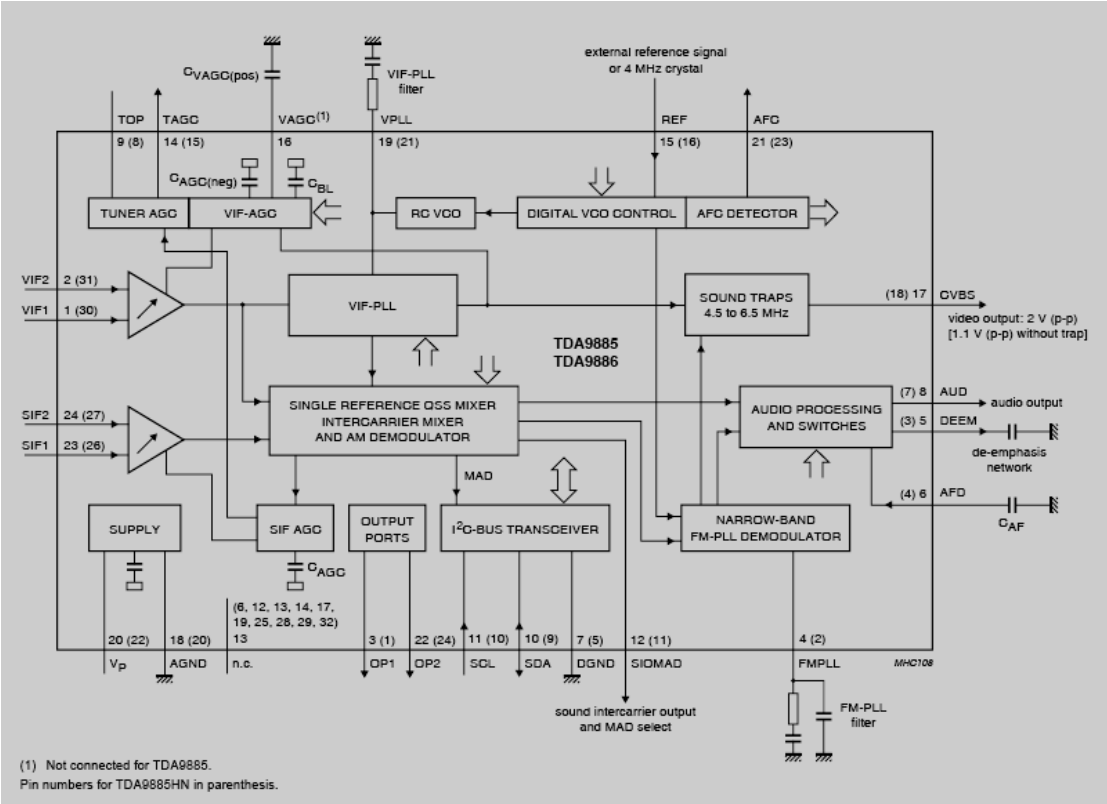 external reference signal
or 4 MHz crystal
CVAGC(pos)
VIF-PLL
filter
TOP
TAGC
VAGC(1)
VPLL
REF
AFC
9 (8)
14 (15)
16
19 (21)
15 (16)
21 (23)
CAGC(neg)
CBL
TUNER AGC
VIF-AGC
RC VCO
DIGITAL VCO CONTROL
AFC DETECTOR
VIF2
2 (31)
VIF1
1 (30)
VIF-PLL
SOUND TRAPS
4.5 to 6.5 MHz
(18) 17
CVBS
video output: 2 V (p-p)
[1.1 V (p-p) without trap]
TDA9885
TDA9886
SIF2
24 (27)
SIF1
23 (26)
SINGLE REFERENCE QSS MIXER
INTERCARRIER MIXER
AND AM DEMODULATOR
AUDIO PROCESSING
AND SWITCHES
(7) 8
AUD
audio output
(3) 5
DEEM
de-emphasis
network
MAD
(4) 6
AFD
CAF
SUPPLY
SIF AGC
OUTPUT
PORTS
I2C-BUS TRANSCEIVER
NARROW-BAND
FM-PLL DEMODULATOR
CAGC
(6, 12, 13, 14, 17,
19, 25, 28, 29, 32)
20 (22)
18 (20)
13
3 (1)
22 (24)
11 (10)
10 (9)
7 (5)
12 (11)
4 (2)
VP
AGND
n.c.
OP1
OP2
SCL
SDA
DGND
SIOMAD
FMPLL
MHC108
sound intercarrier output
and MAD select
FM-PLL
filter
(1) Not connected for TDA9885.
Pin numbers for TDA9885HN in parenthesis.